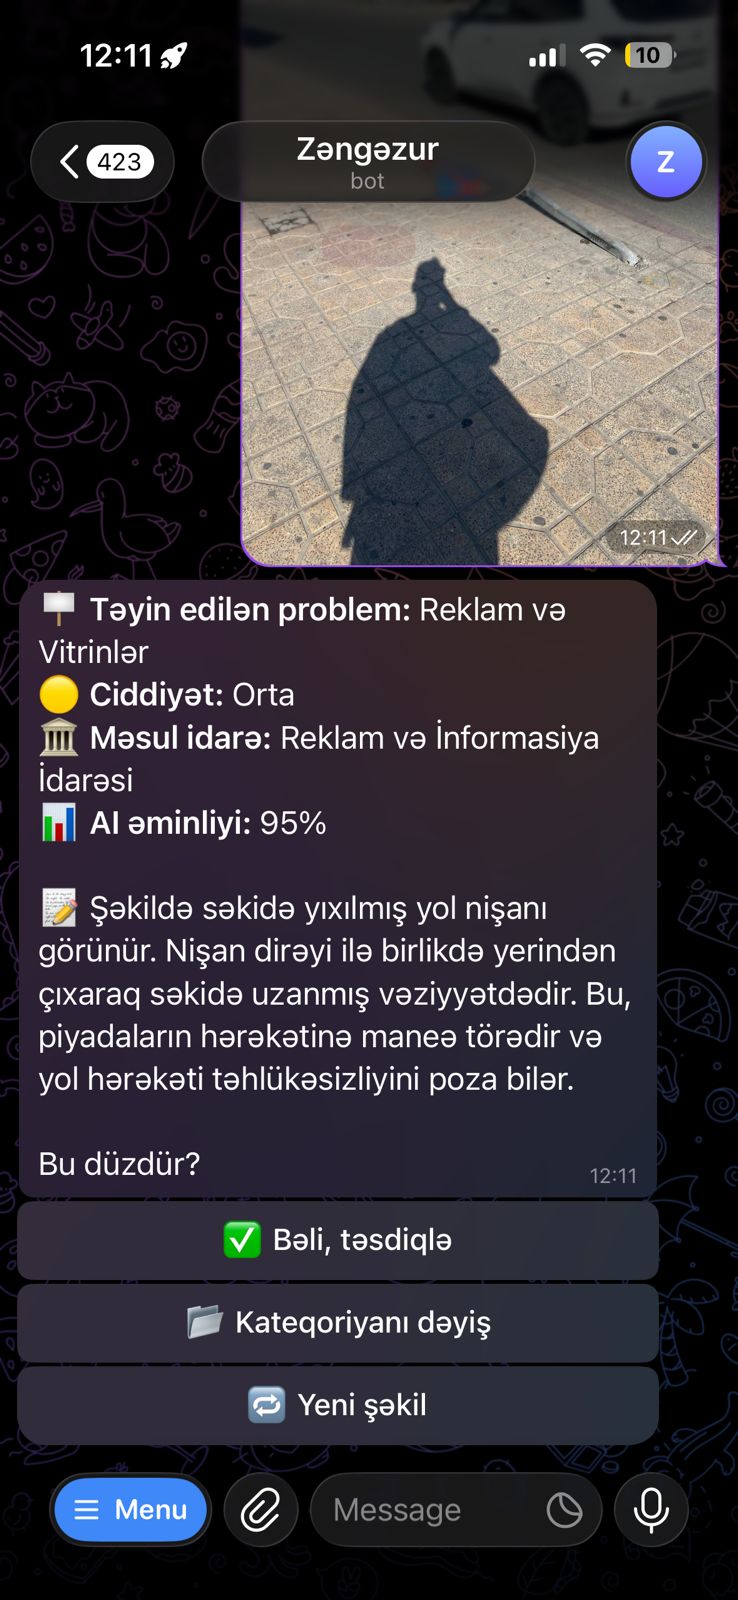 12:11
10
423
Zəngəzur
bot
Z
12:11
🪧 Təyin edilən problem: Reklam və
Vitrinlər
🟡 Ciddiyət: Orta
🏛 Məsul idarə: Reklam və İnformasiya
İdarəsi
📊 AI əminliyi: 95%
📝 Şəkildə səkidə yıxılmış yol nişanı
görünür. Nişan dirəyi ilə birlikdə yerindən
çıxaraq səkidə uzanmış vəziyyətdədir. Bu,
piyadaların hərəkətinə maneə törədir və
yol hərəkəti təhlükəsizliyini poza bilər.
Bu düzdür?
12:11
✅ Bəli, təsdiqlə
📁 Kateqoriyanı dəyiş
🔁 Yeni şəkil
Menu
Message